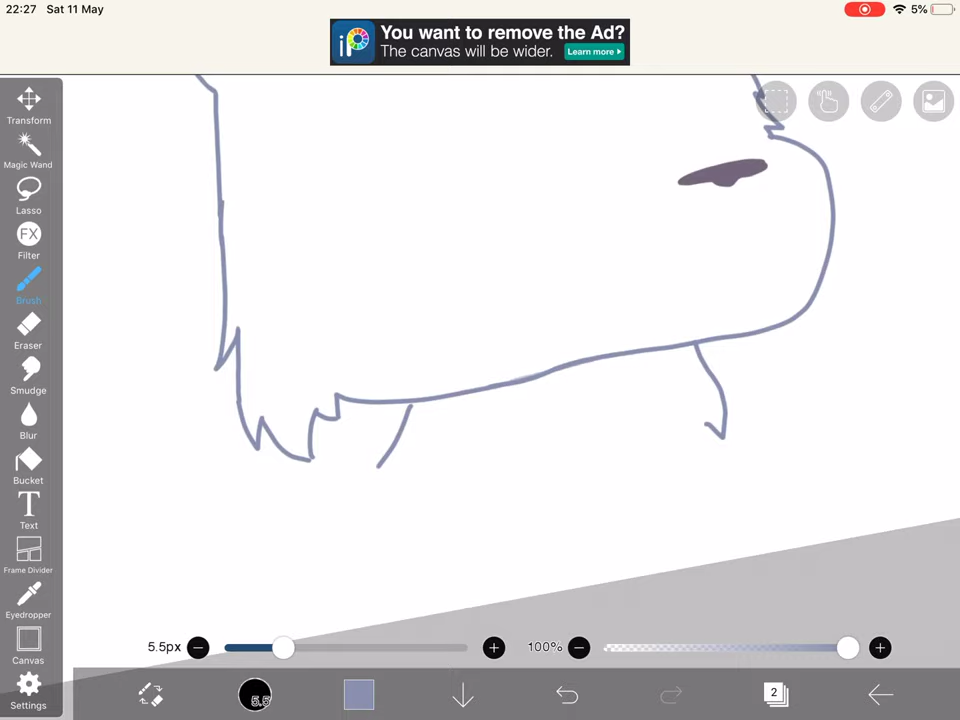 22:27 Sat 11 May
5%
You want to remove the Ad?
The canvas will be wider.
Learn more
Transform
Magic Wand
Lasso
FX
Filter
Brush
Eraser
Smudge
Blur
Bucket
T
Text
Frame Divider
Eyedropper
Canvas
Settings
5.5px
100%
5.5
2